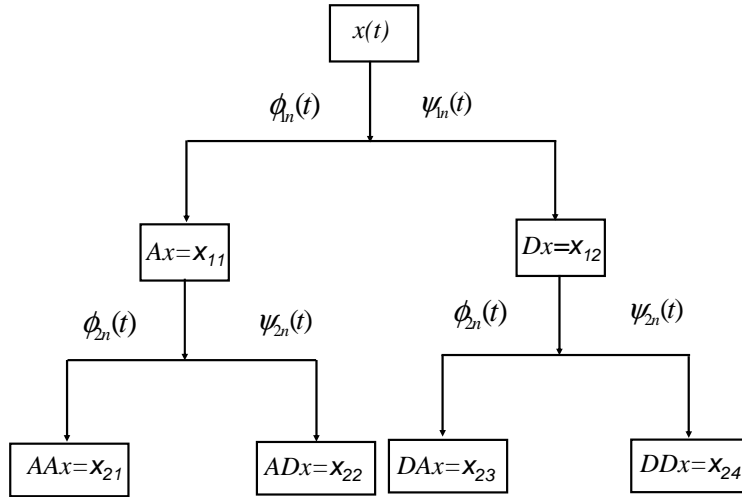 x(t)
ϕ₁ₙ(t) ψ₁ₙ(t)
Ax=x₁₁ Dx=x₁₂
ϕ₂ₙ(t) ψ₂ₙ(t) ϕ₂ₙ(t) ψ₂ₙ(t)
AAx=x₂₁ ADx=x₂₂ DAx=x₂₃ DDx=x₂₄